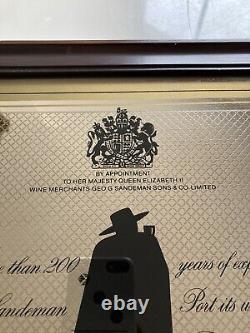 BY APPOINTMENT
TO HER MAJESTY QUEEN ELIZABETH II
WINE MERCHANTS GEO G SANDEMAN SONS & CO LIMITED
e than 200 years of exp
Sandeman Port its u